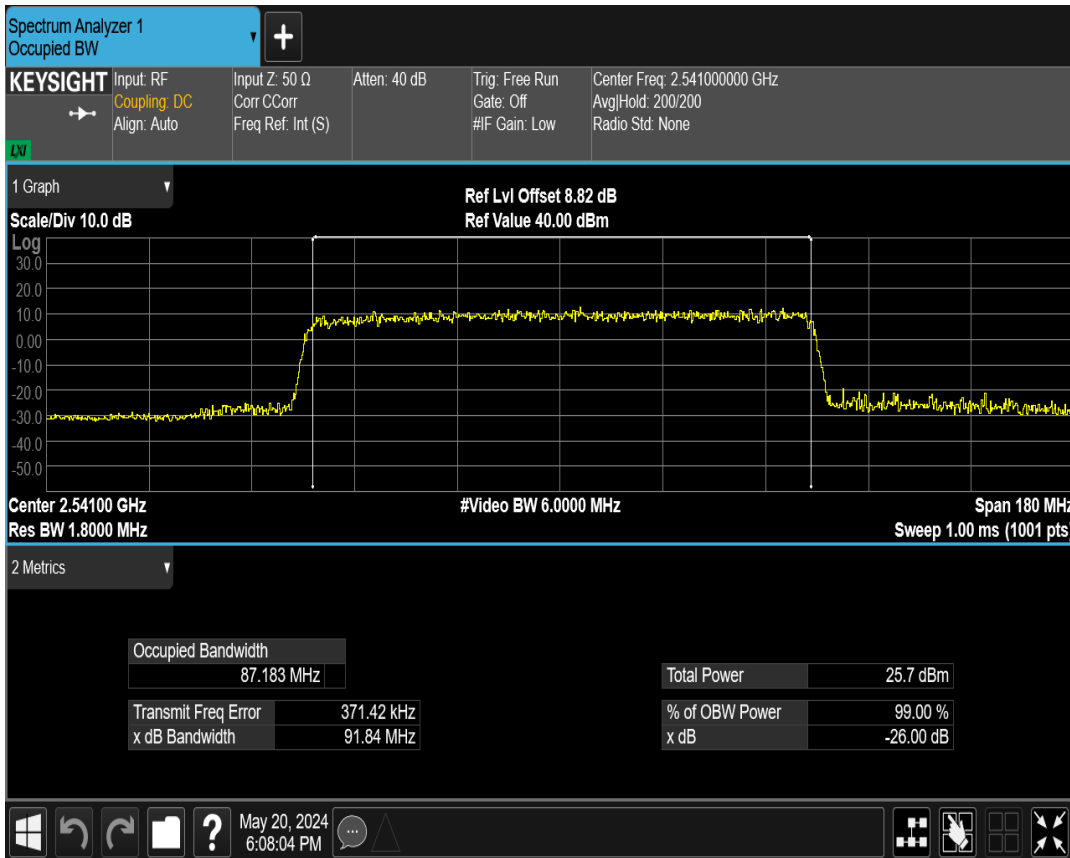 Spectrum Analyzer 1
Occupied BW
+
KEYSIGHT
LXI
Input: RF
Coupling: DC
Align: Auto
Input Z: 50 Ω
Corr CCorr
Freq Ref: Int (S)
Atten: 40 dB
Trig: Free Run
Gate: Off
#IF Gain: Low
Center Freq: 2.541000000 GHz
Avg|Hold: 200/200
Radio Std: None
1 Graph
Scale/Div 10.0 dB
Ref Lvl Offset 8.82 dB
Ref Value 40.00 dBm
Log
30.0
20.0
10.0
0.00
-10.0
-20.0
-30.0
-40.0
-50.0
Center 2.54100 GHz
#Video BW 6.0000 MHz
Span 180 MHz
Res BW 1.8000 MHz
Sweep 1.00 ms (1001 pts)
2 Metrics
Occupied Bandwidth
87.183 MHz
Total Power 25.7 dBm
Transmit Freq Error 371.42 kHz
% of OBW Power 99.00 %
x dB Bandwidth 91.84 MHz
x dB -26.00 dB
?
May 20, 2024
6:08:04 PM